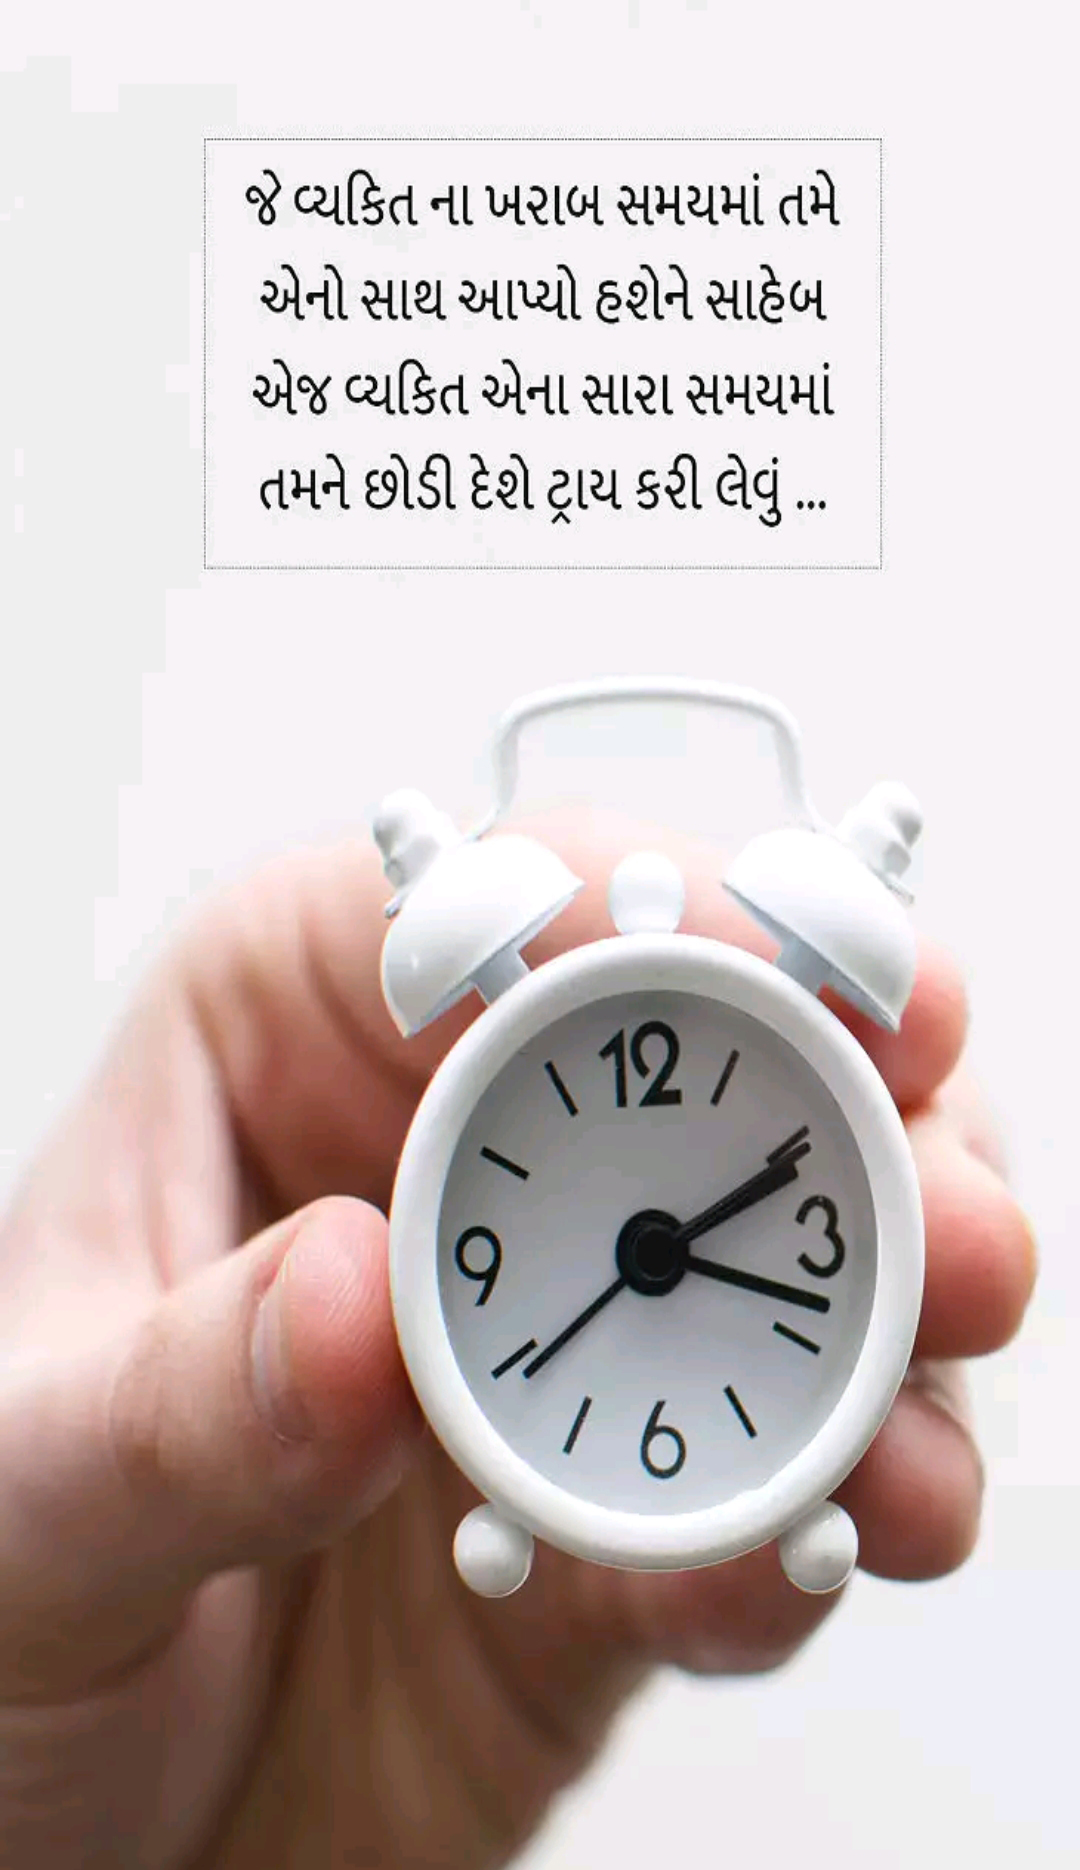 જે વ્યકિત ના ખરાબ સમયમાં તમે
એનો સાથ આપ્યો હશેને સાહેબ
એજ વ્યકિત એના સારા સમયમાં
તમને છોડી દેશે ટ્રાય કરી લેવું ...
12
3
9
6